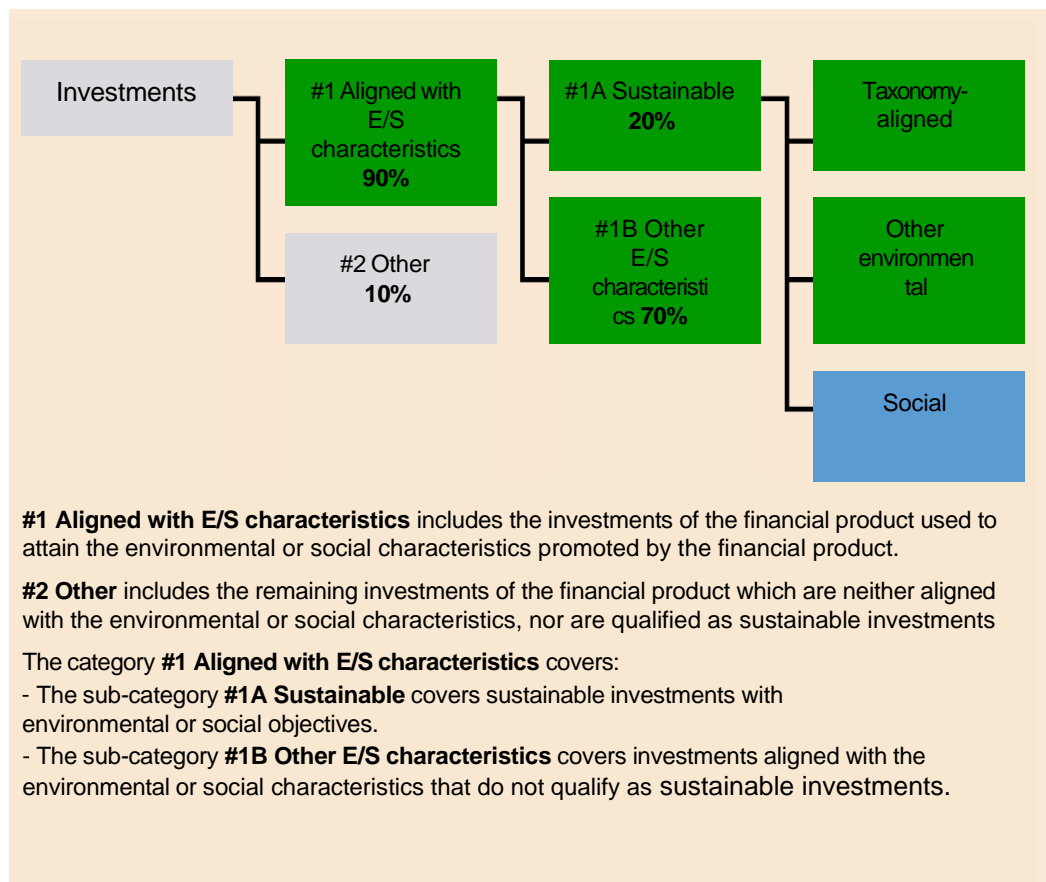 Investments
#1 Aligned with
E/S
characteristics
90%
#2 Other
10%
#1A Sustainable
20%
#1B Other
E/S
characteristi
cs 70%
Taxonomy-
aligned
Other
environmen
tal
Social
#1 Aligned with E/S characteristics includes the investments of the financial product used to
attain the environmental or social characteristics promoted by the financial product.
#2 Other includes the remaining investments of the financial product which are neither aligned
with the environmental or social characteristics, nor are qualified as sustainable investments
The category #1 Aligned with E/S characteristics covers:
- The sub-category #1A Sustainable covers sustainable investments with
environmental or social objectives.
- The sub-category #1B Other E/S characteristics covers investments aligned with the
environmental or social characteristics that do not qualify as sustainable investments.